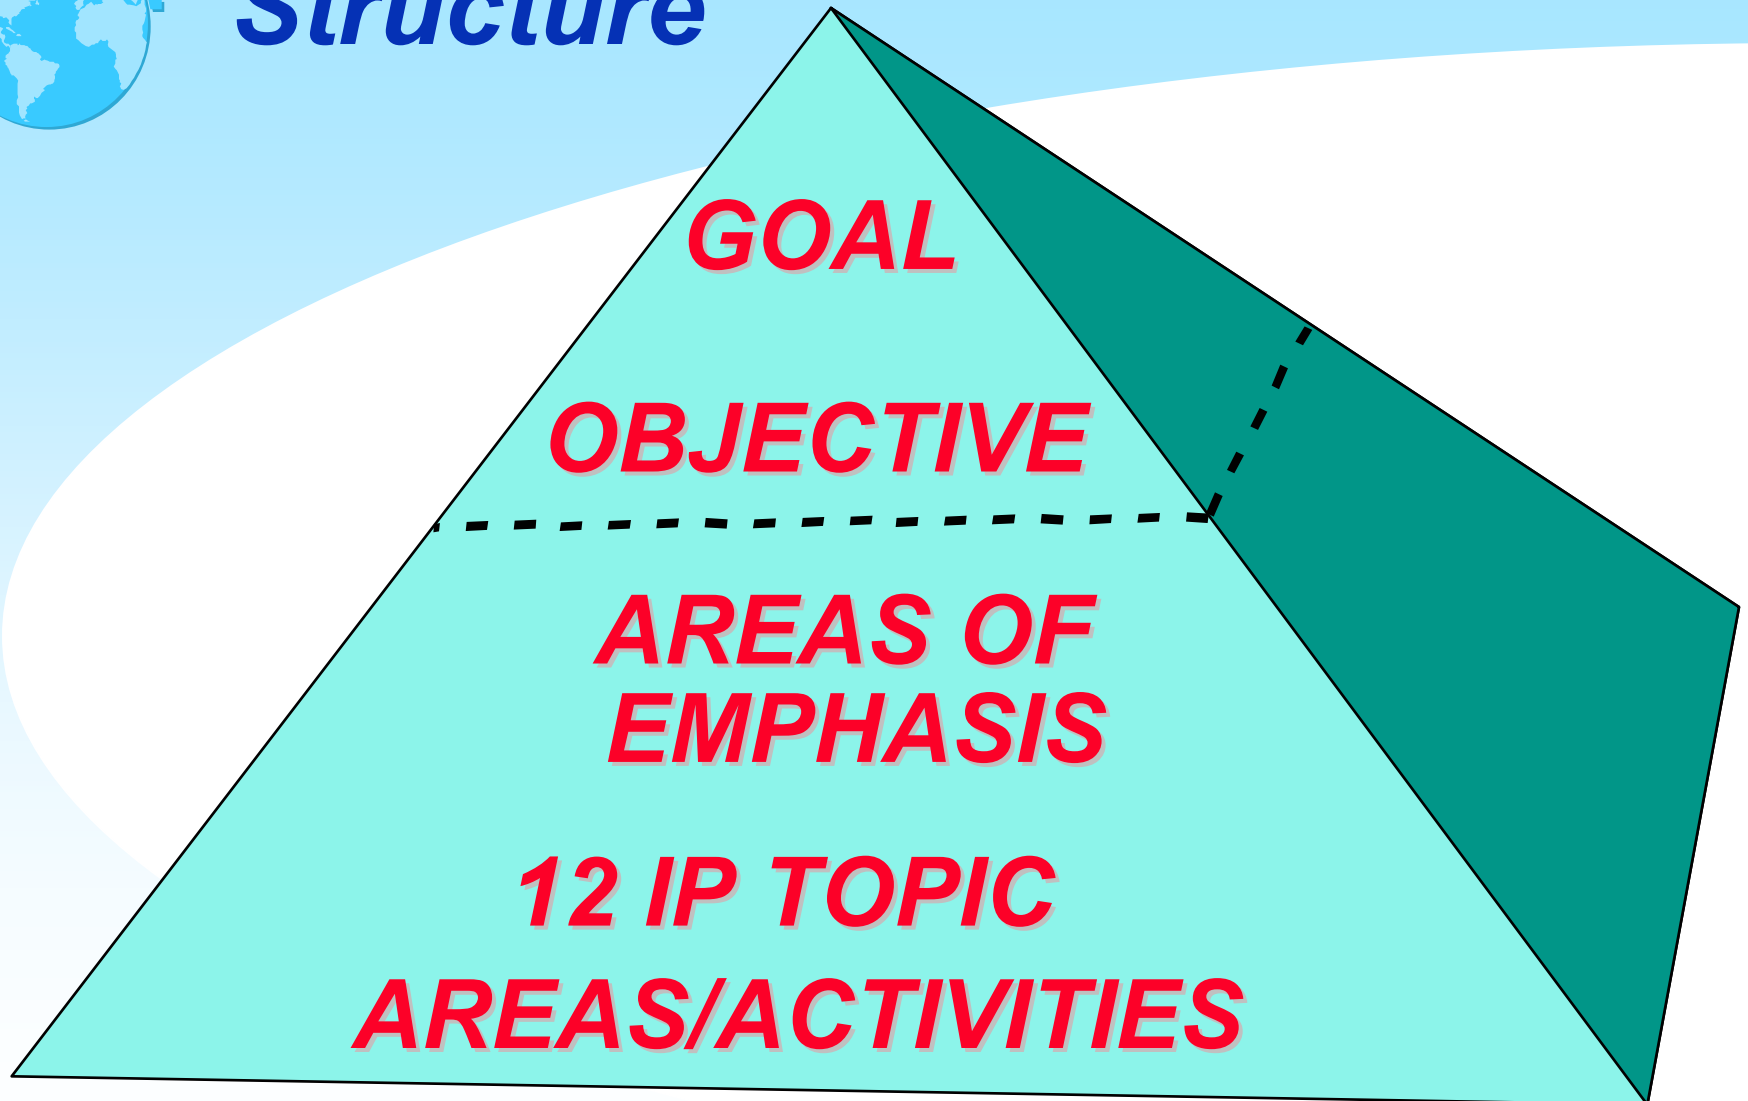 Structure
GOAL
OBJECTIVE
AREAS OF
EMPHASIS
12 IP TOPIC
AREAS/ACTIVITIES